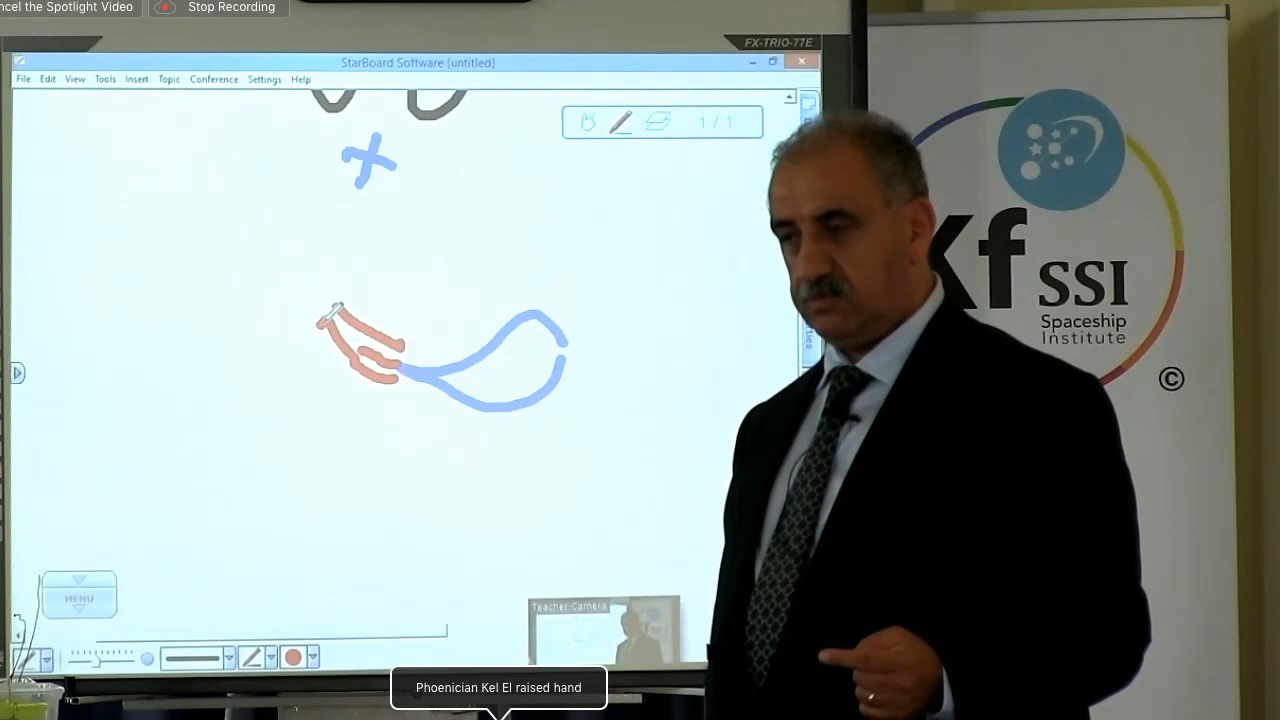 ncel the Spotlight Video
Stop Recording
FX-TRIO-77E
StarBoard Software [untitled]
File Edit View Tools Insert Topic Conference Settings Help
1 / 1
Kf SSI
Spaceship
Institute
©
MENU
Teacher Camera
Phoenician Kel El raised hand